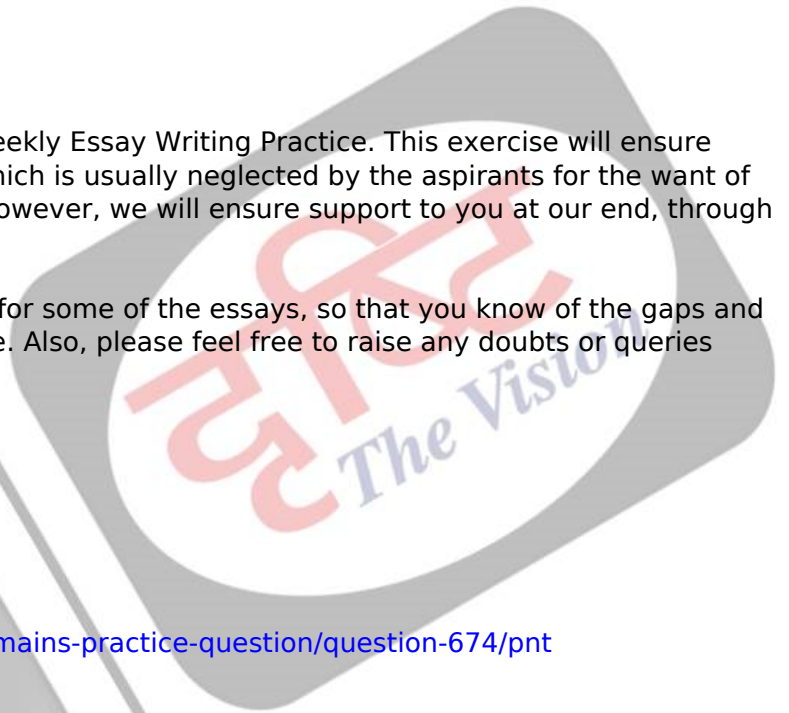 eekly Essay Writing Practice. This exercise will ensure
hich is usually neglected by the aspirants for the want of
owever, we will ensure support to you at our end, through
for some of the essays, so that you know of the gaps and
e. Also, please feel free to raise any doubts or queries
दृष्टि
The Vision
mains-practice-question/question-674/pnt